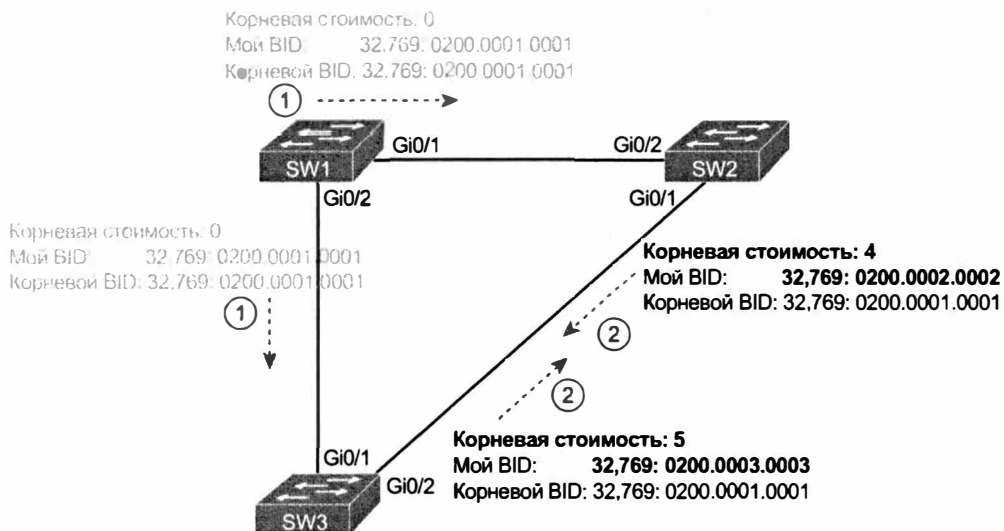 Корневая стоимость: 0
Мой BID: 32,769: 0200.0001.0001
Корневой BID: 32,769: 0200 0001.0001
1
Gi0/1
Gi0/2
SW1
SW2
Gi0/2
Gi0/1
Корневая стоимость: 0
Мой BID: 32,769: 0200.0001.0001
Корневой BID: 32,769: 0200.0001.0001
1
Корневая стоимость: 4
Мой BID: 32,769: 0200.0002.0002
Корневой BID: 32,769: 0200.0001.0001
2
2
Корневая стоимость: 5
Мой BID: 32,769: 0200.0003.0003
Корневой BID: 32,769: 0200.0001.0001
Gi0/1
Gi0/2
SW3